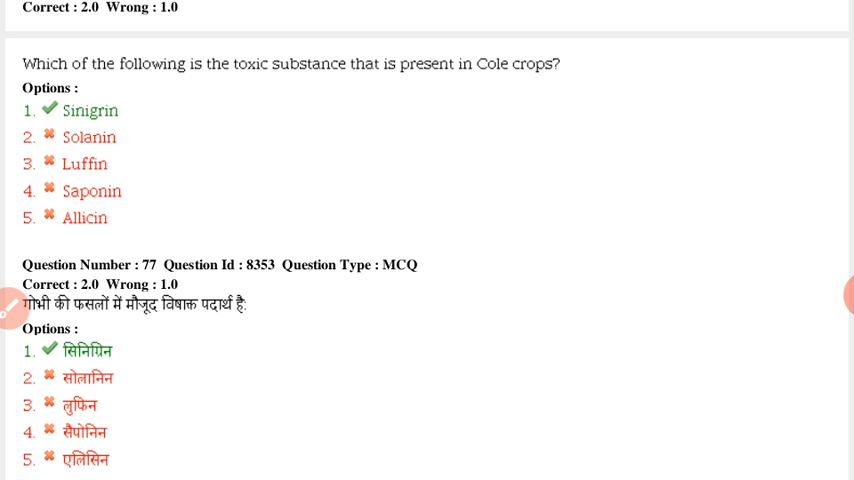 Correct : 2.0 Wrong : 1.0
Which of the following is the toxic substance that is present in Cole crops?
Options :
1. Sinigrin
2. Solanin
3. Luffin
4. Saponin
5. Allicin
Question Number : 77 Question Id : 8353 Question Type : MCQ
Correct : 2.0 Wrong : 1.0
गोभी की फसलों में मौजूद विषाक्त पदार्थ है:
Options :
1. सिनिग्रिन
2. सोलानिन
3. लुफिन
4. सैपोनिन
5. एलिसिन